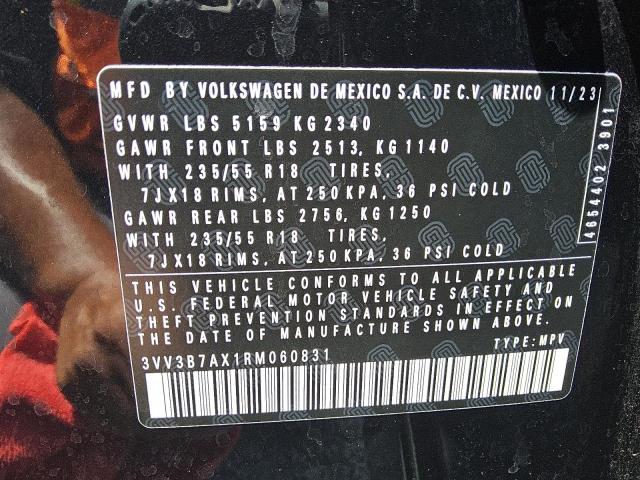 MFD BY VOLKSWAGEN DE MEXICO S.A. DE C.V. MEXICO 11/23
GVWR LBS 5159 KG 2340
GAWR FRONT LBS 2513, KG 1140
WITH 235/55 R18 TIRES,
7JX18 RIMS, AT 250 KPA, 36 PSI COLD
GAWR REAR LBS 2756, KG 1250
WITH 235/55 R18 TIRES,
7JX18 RIMS, AT 250 KPA, 36 PSI COLD
4654402 3901
THIS VEHICLE CONFORMS TO ALL APPLICABLE
U.S. FEDERAL MOTOR VEHICLE SAFETY AND
THEFT PREVENTION STANDARDS IN EFFECT ON
THE DATE OF MANUFACTURE SHOWN ABOVE.
3VV3B7AX1RM060831 TYPE: MPV